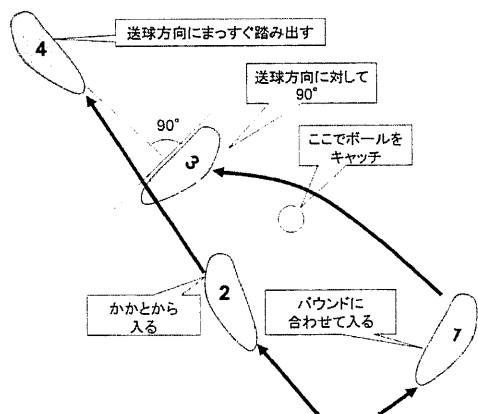 4
送球方向にまっすぐ踏み出す
送球方向に対して
90°
90°
3
ここでボールを
キャッチ
2
かかとから
入る
バウンドに
合わせて入る
1